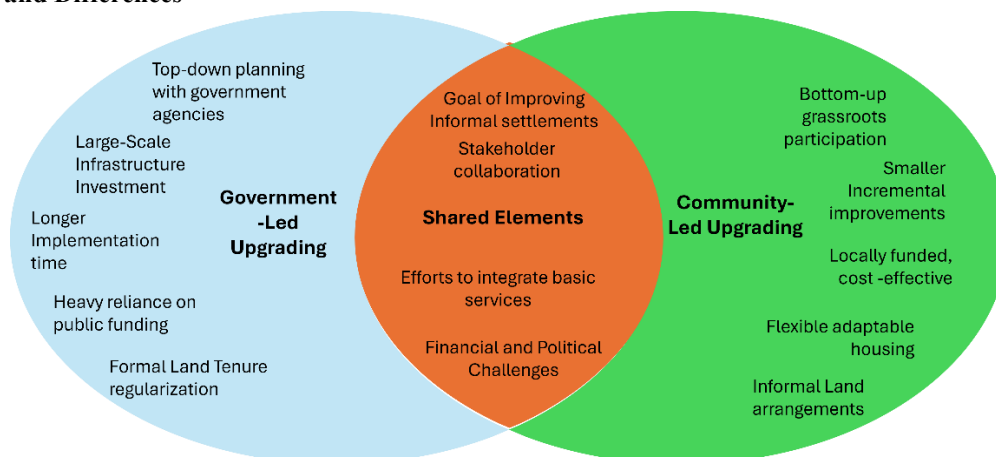 and Differences
Top-down planning
with government
agencies
Large-Scale
Infrastructure
Investment
Longer
Implementation
time
Heavy reliance on
public funding
Formal Land Tenure
regularization
Government
-Led
Upgrading
Goal of Improving
Informal settlements
Stakeholder
collaboration
Shared Elements
Efforts to integrate basic
services
Financial and Political
Challenges
Community-
Led Upgrading
Bottom-up
grassroots
participation
Smaller
Incremental
improvements
Locally funded,
cost -effective
Flexible adaptable
housing
Informal Land
arrangements